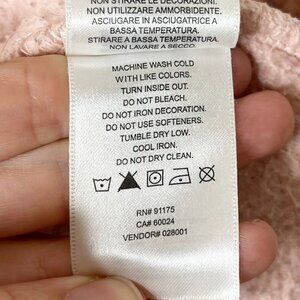 NON STIRARE LE DECORAZIONI.
NON UTILIZZARE AMMORBIDENTE.
ASCIUGARE IN ASCIUGATRICE A
BASSA TEMPERATURA.
STIRARE A BASSA TEMPERATURA.
NON LAVARE A SECCO.
MACHINE WASH COLD
WITH LIKE COLORS.
TURN INSIDE OUT.
DO NOT BLEACH.
DO NOT IRON DECORATION.
DO NOT USE SOFTENERS.
TUMBLE DRY LOW.
COOL IRON.
DO NOT DRY CLEAN.
RN# 91175
CA# 60024
VENDOR# 028001